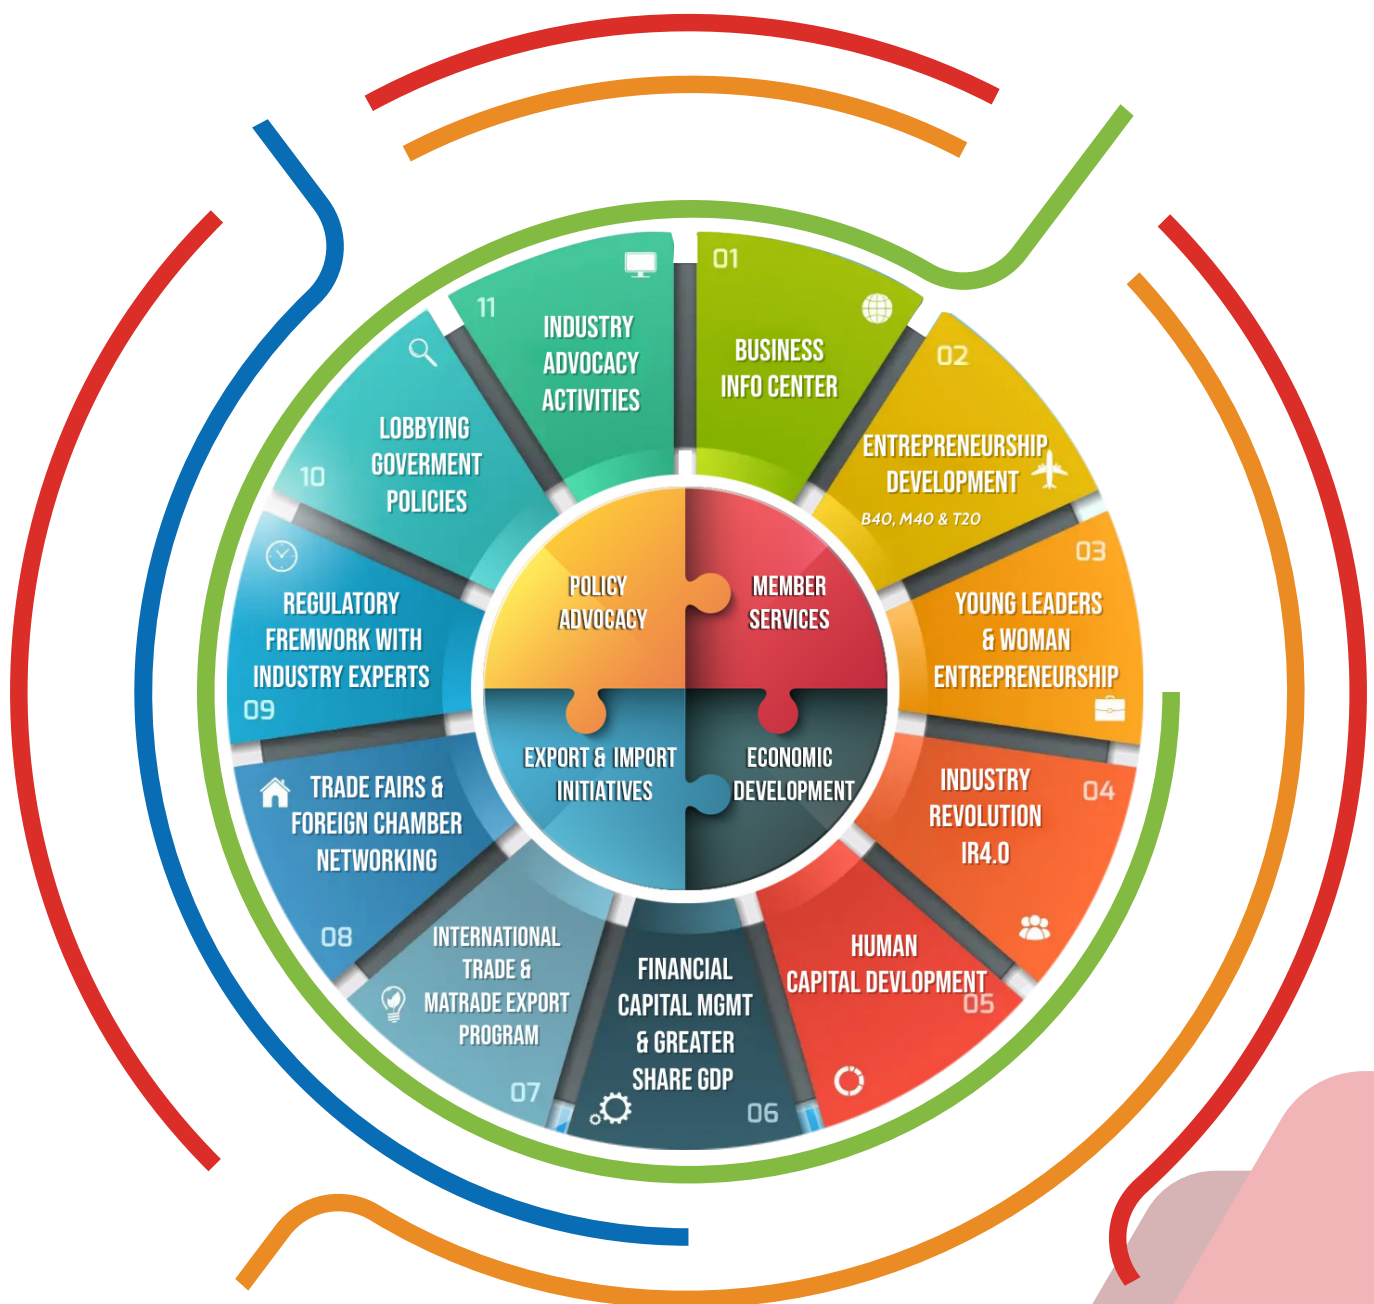 01
BUSINESS
INFO CENTER
02
ENTREPRENEURSHIP
DEVELOPMENT
B40, M40 & T20
03
YOUNG LEADERS
& WOMAN
ENTREPRENEURSHIP
04
INDUSTRY
REVOLUTION
IR4.0
HUMAN
CAPITAL DEVLOPMENT
05
FINANCIAL
CAPITAL MGMT
& GREATER
SHARE GDP
06
INTERNATIONAL
TRADE &
MATRADE EXPORT
PROGRAM
07
TRADE FAIRS &
FOREIGN CHAMBER
NETWORKING
08
REGULATORY
FREMWORK WITH
INDUSTRY EXPERTS
09
LOBBYING
GOVERMENT
POLICIES
10
11
INDUSTRY
ADVOCACY
ACTIVITIES
POLICY
ADVOCACY
MEMBER
SERVICES
EXPORT & IMPORT
INITIATIVES
ECONOMIC
DEVELOPMENT